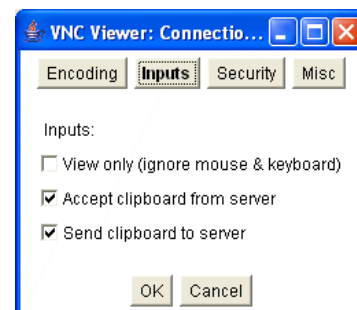 VNC Viewer: Connectio...
Encoding Inputs Security Misc
Inputs:
View only (ignore mouse & keyboard)
Accept clipboard from server
Send clipboard to server
OK Cancel